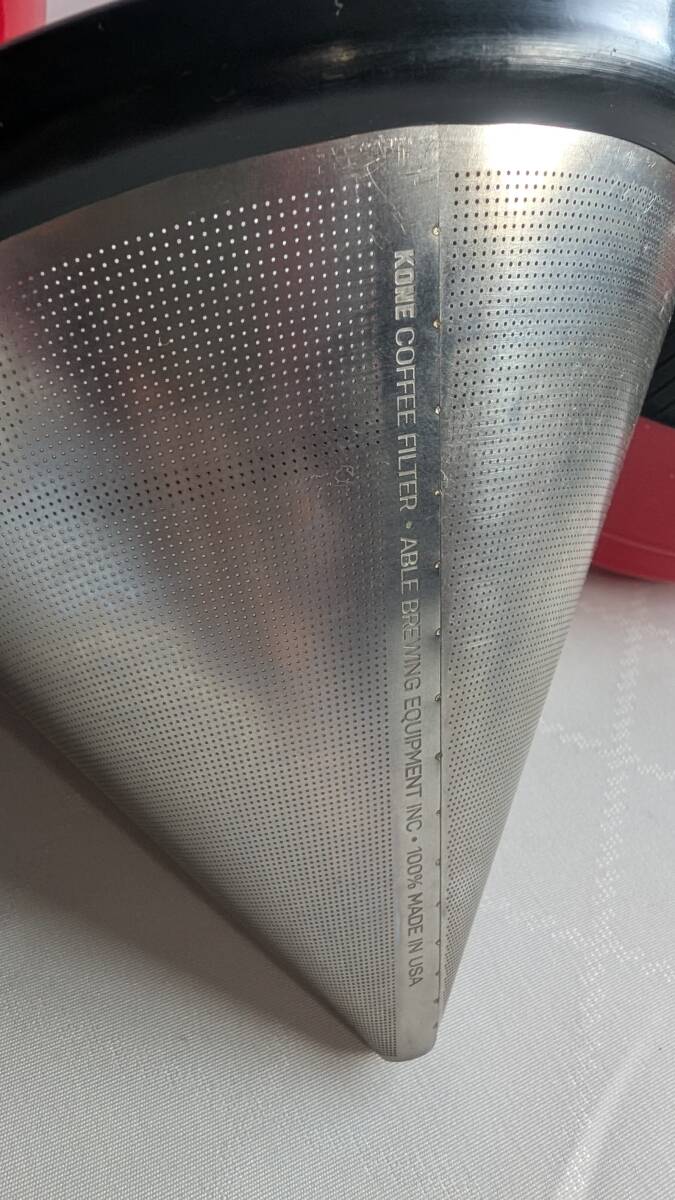 KONE COFFEE FILTER • ABLE BREWING EQUIPMENT INC • 100% MADE IN USA